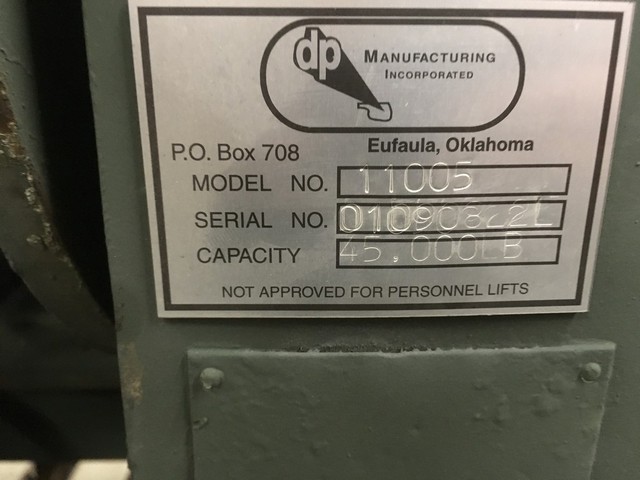 dp
MANUFACTURING
INCORPORATED
P.O. Box 708 Eufaula, Oklahoma
MODEL NO. 11005
SERIAL NO.
CAPACITY 45,000LB
NOT APPROVED FOR PERSONNEL LIFTS